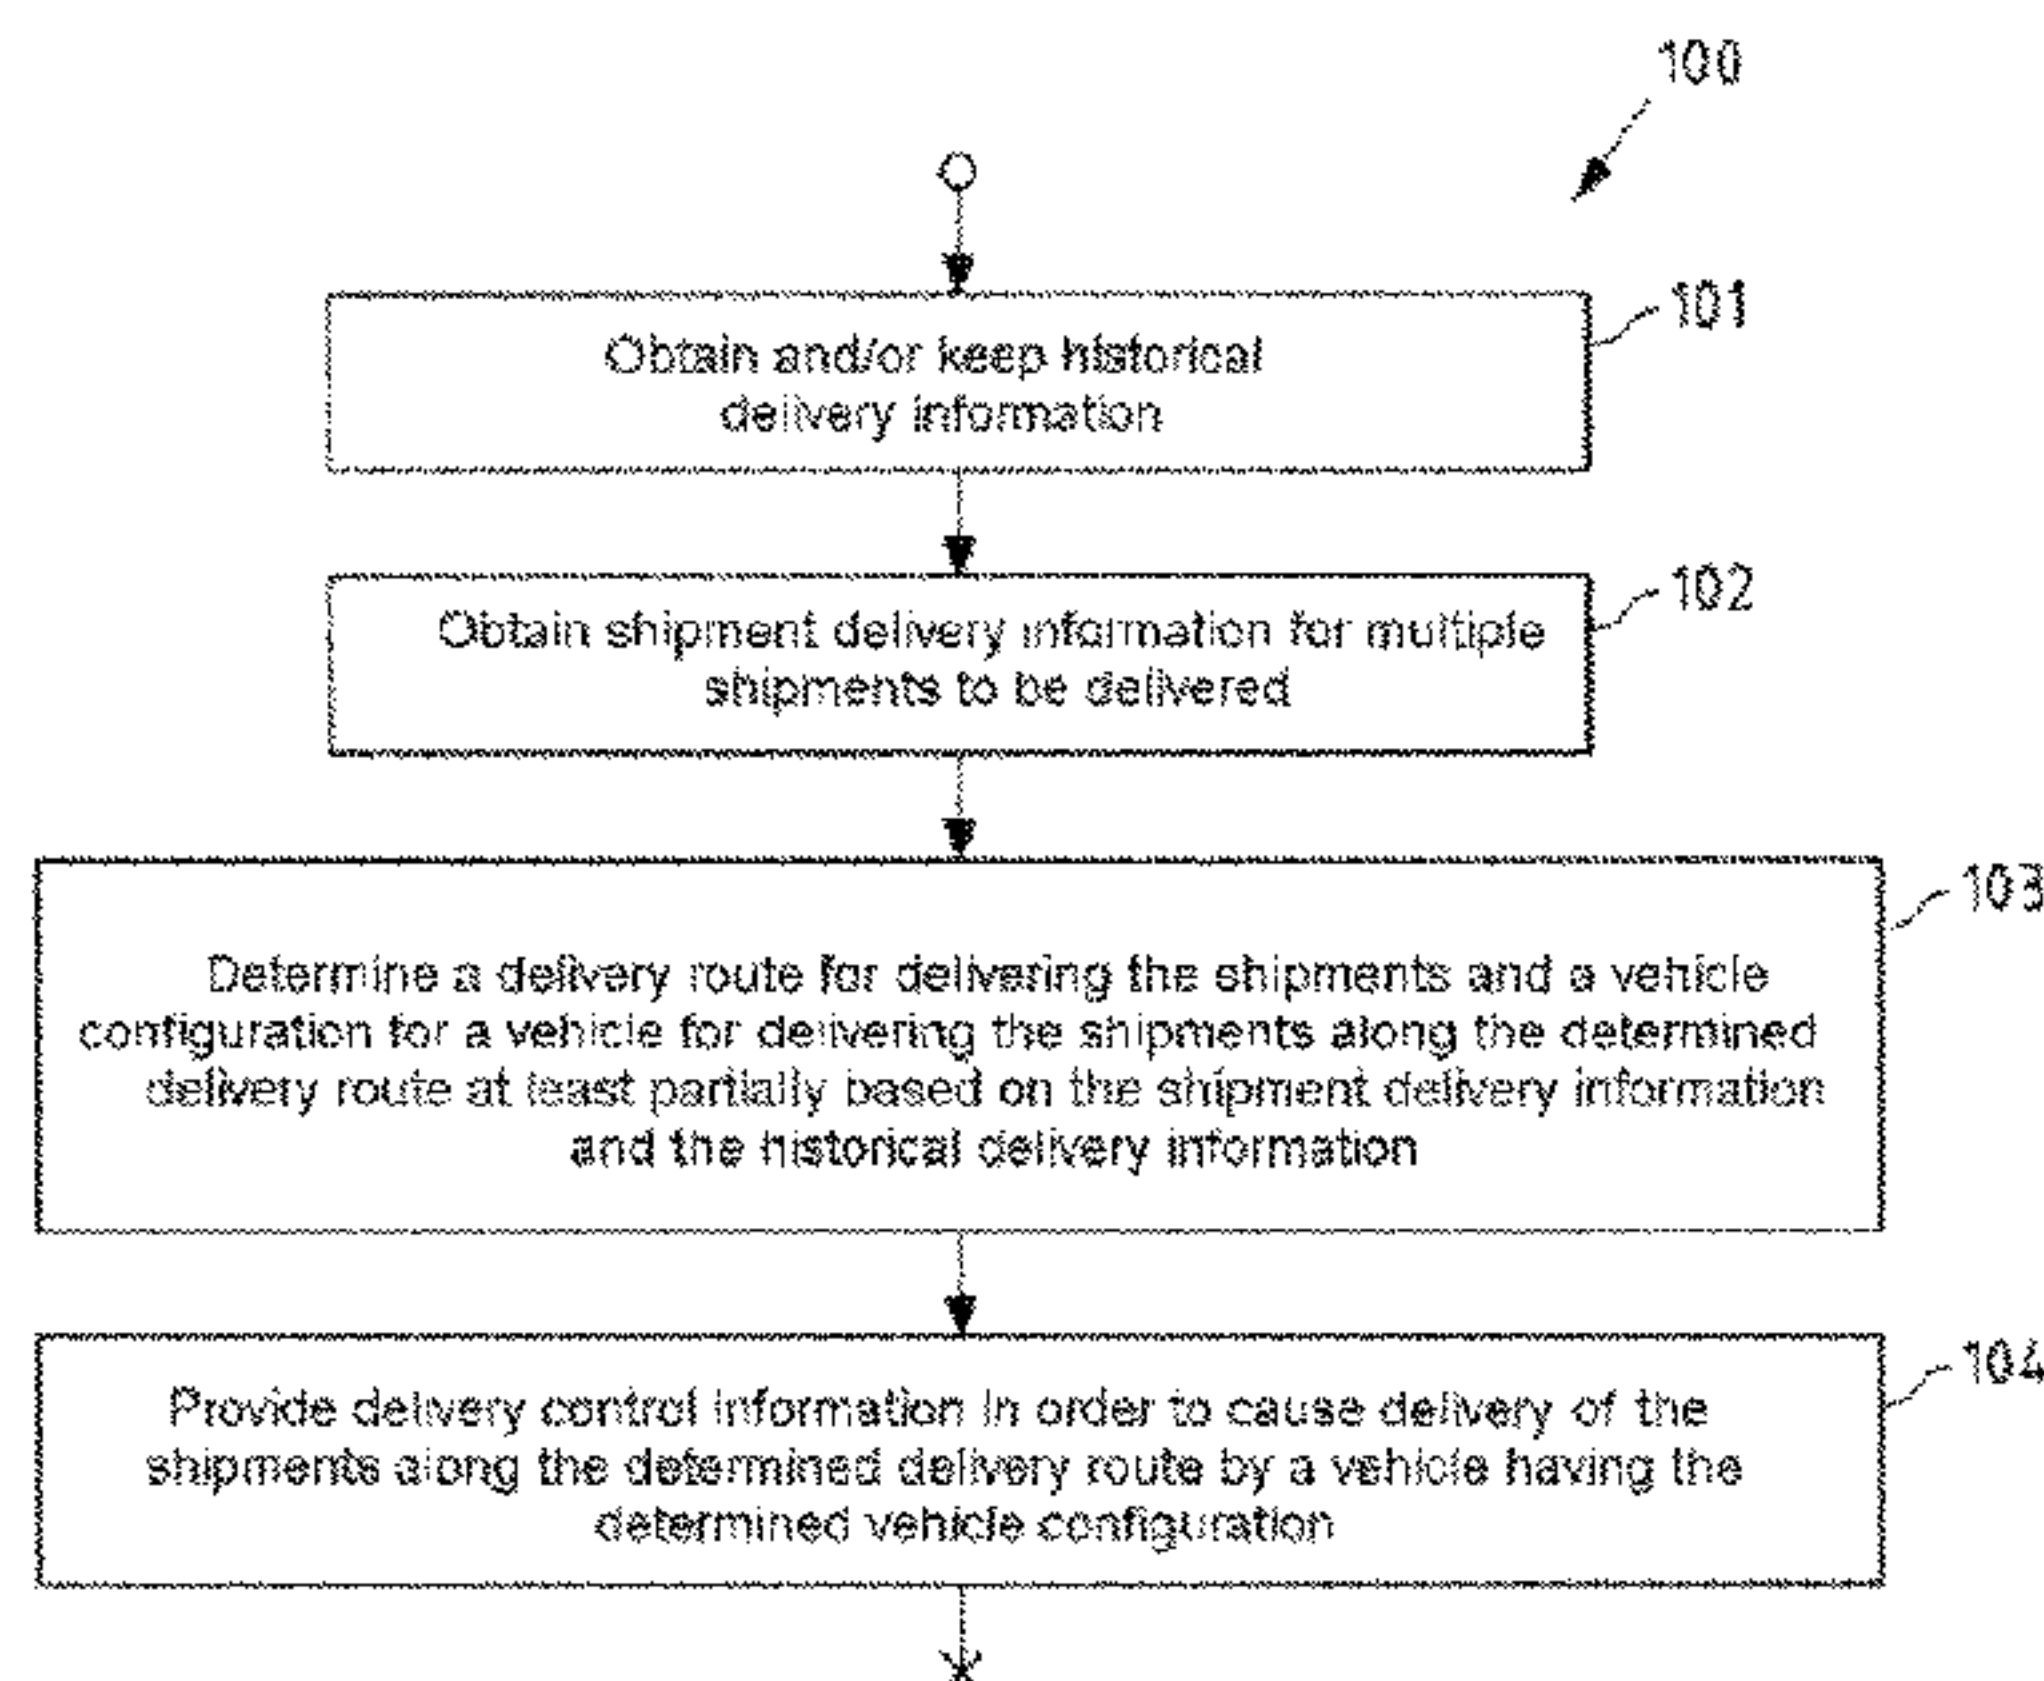 100
101
Obtain and/or keep historical
delivery information
102
Obtain shipment delivery information for multiple
shipments to be delivered
103
Determine a delivery route for delivering the shipments and a vehicle
configuration for a vehicle for delivering the shipments along the determined
delivery route at least partially based on the shipment delivery information
and the historical delivery information
104
Provide delivery control information in order to cause delivery of the
shipments along the determined delivery route by a vehicle having the
determined vehicle configuration